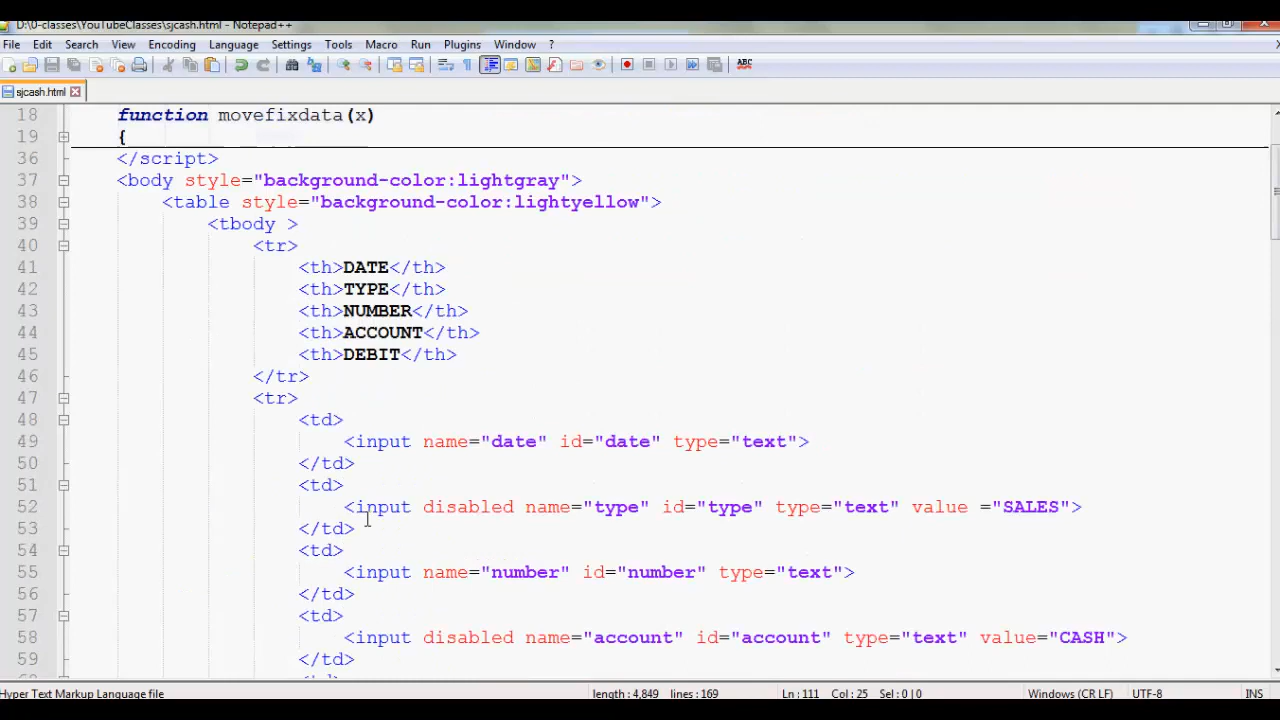 D:\0-classes\YouTubeClasses\sjcash.html - Notepad++
File Edit Search View Encoding Language Settings Tools Macro Run Plugins Window ? X
ABC
sjcash.html
18 function movefixdata(x)
19 {
36 </script>
37 <body style="background-color:lightgray">
38 <table style="background-color:lightyellow">
39 <tbody >
40 <tr>
41 <th>DATE</th>
42 <th>TYPE</th>
43 <th>NUMBER</th>
44 <th>ACCOUNT</th>
45 <th>DEBIT</th>
46 </tr>
47 <tr>
48 <td>
49 <input name="date" id="date" type="text">
50 </td>
51 <td>
52 <input disabled name="type" id="type" type="text" value ="SALES">
53 </td>
54 <td>
55 <input name="number" id="number" type="text">
56 </td>
57 <td>
58 <input disabled name="account" id="account" type="text" value="CASH">
59 </td>
Hyper Text Markup Language file length : 4,849 lines : 169 Ln : 111 Col : 25 Sel : 0 | 0 Windows (CR LF) UTF-8 INS